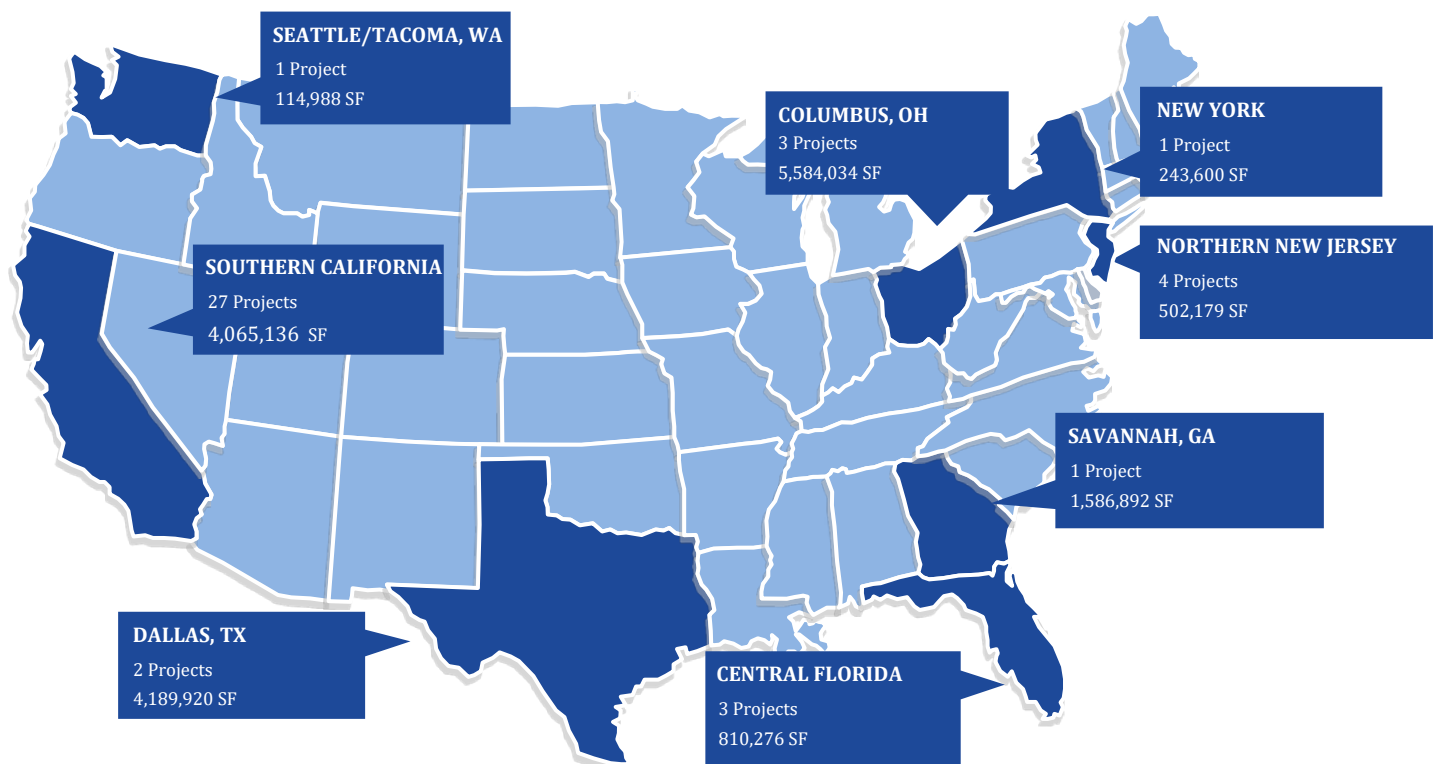 SEATTLE/TACOMA, WA
1 Project
114,988 SF
COLUMBUS, OH
3 Projects
5,584,034 SF
NEW YORK
1 Project
243,600 SF
SOUTHERN CALIFORNIA
27 Projects
4,065,136 SF
NORTHERN NEW JERSEY
4 Projects
502,179 SF
SAVANNAH, GA
1 Project
1,586,892 SF
DALLAS, TX
2 Projects
4,189,920 SF
CENTRAL FLORIDA
3 Projects
810,276 SF